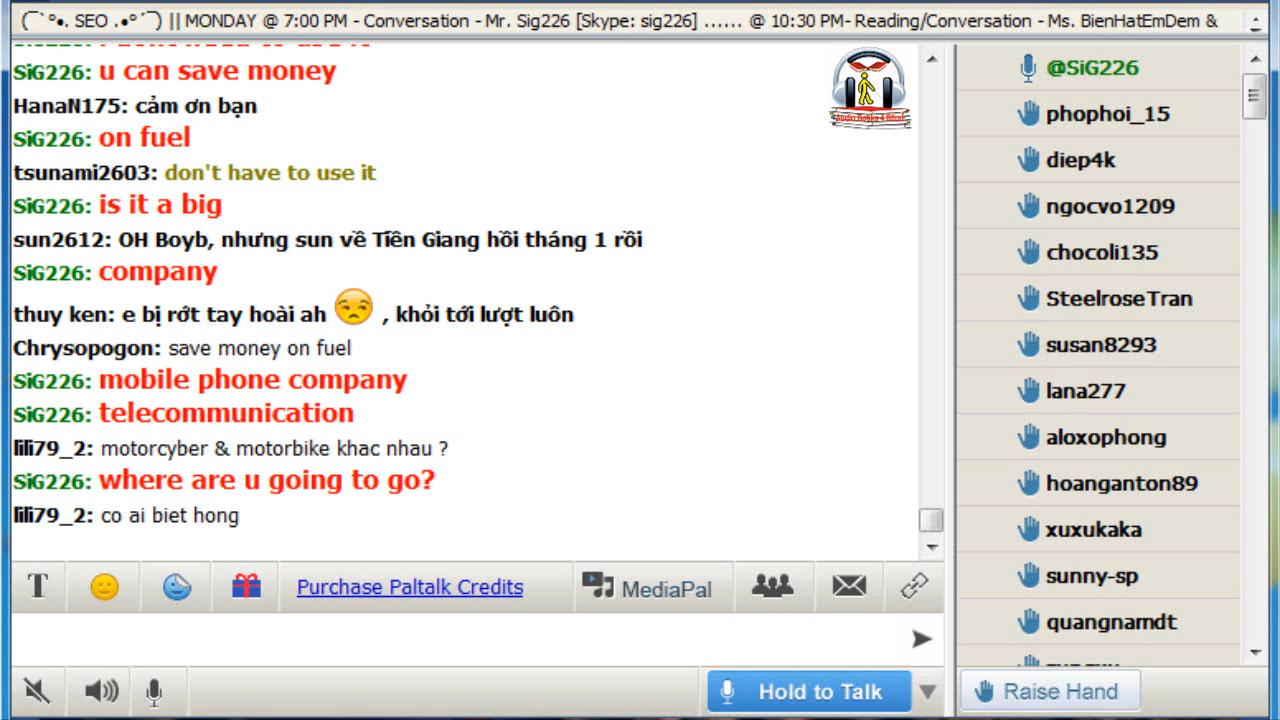 (¯`°•. SEO .•°´¯) || MONDAY @ 7:00 PM - Conversation - Mr. Sig226 [Skype: sig226] ...... @ 10:30 PM- Reading/Conversation - Ms. BienHatEmDem &
SiG226: u can save money
HanaN175: cảm ơn bạn
SiG226: on fuel
tsunami2603: don't have to use it
SiG226: is it a big
sun2612: OH Boyb, nhưng sun về Tiền Giang hồi tháng 1 rồi
SiG226: company
thuy ken: e bị rớt tay hoài ah , khỏi tới lượt luôn
Chrysopogon: save money on fuel
SiG226: mobile phone company
SiG226: telecommunication
lili79_2: motorcyber & motorbike khac nhau ?
SiG226: where are u going to go?
lili79_2: co ai biet hong
Audio Books 4 Blind
@SiG226
phophoi_15
diep4k
ngocvo1209
chocoli135
SteelroseTran
susan8293
lana277
aloxophong
hoanganton89
xuxukaka
sunny-sp
quangnamdt
T
Purchase Paltalk Credits
MediaPal
Hold to Talk
Raise Hand